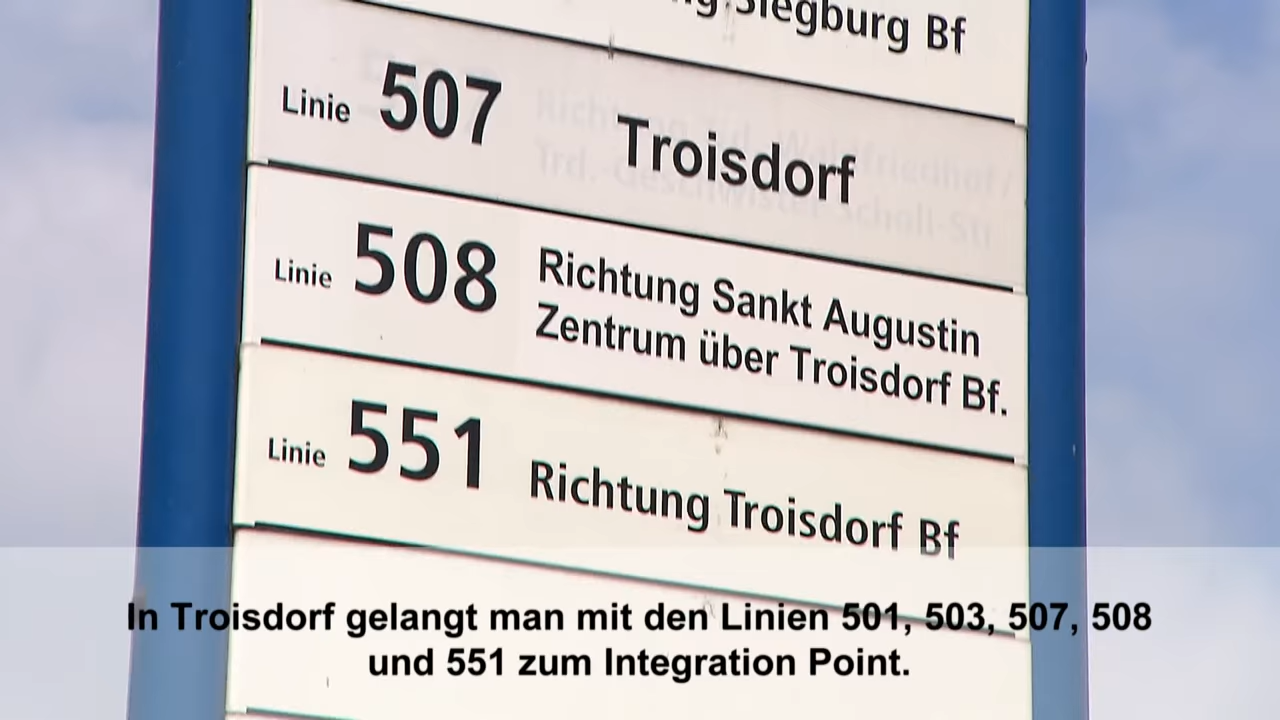 Siegburg Bf
Linie 507 Troisdorf
Linie 508 Richtung Sankt Augustin
Zentrum über Troisdorf Bf.
Linie 551 Richtung Troisdorf Bf
In Troisdorf gelangt man mit den Linien 501, 503, 507, 508
und 551 zum Integration Point.